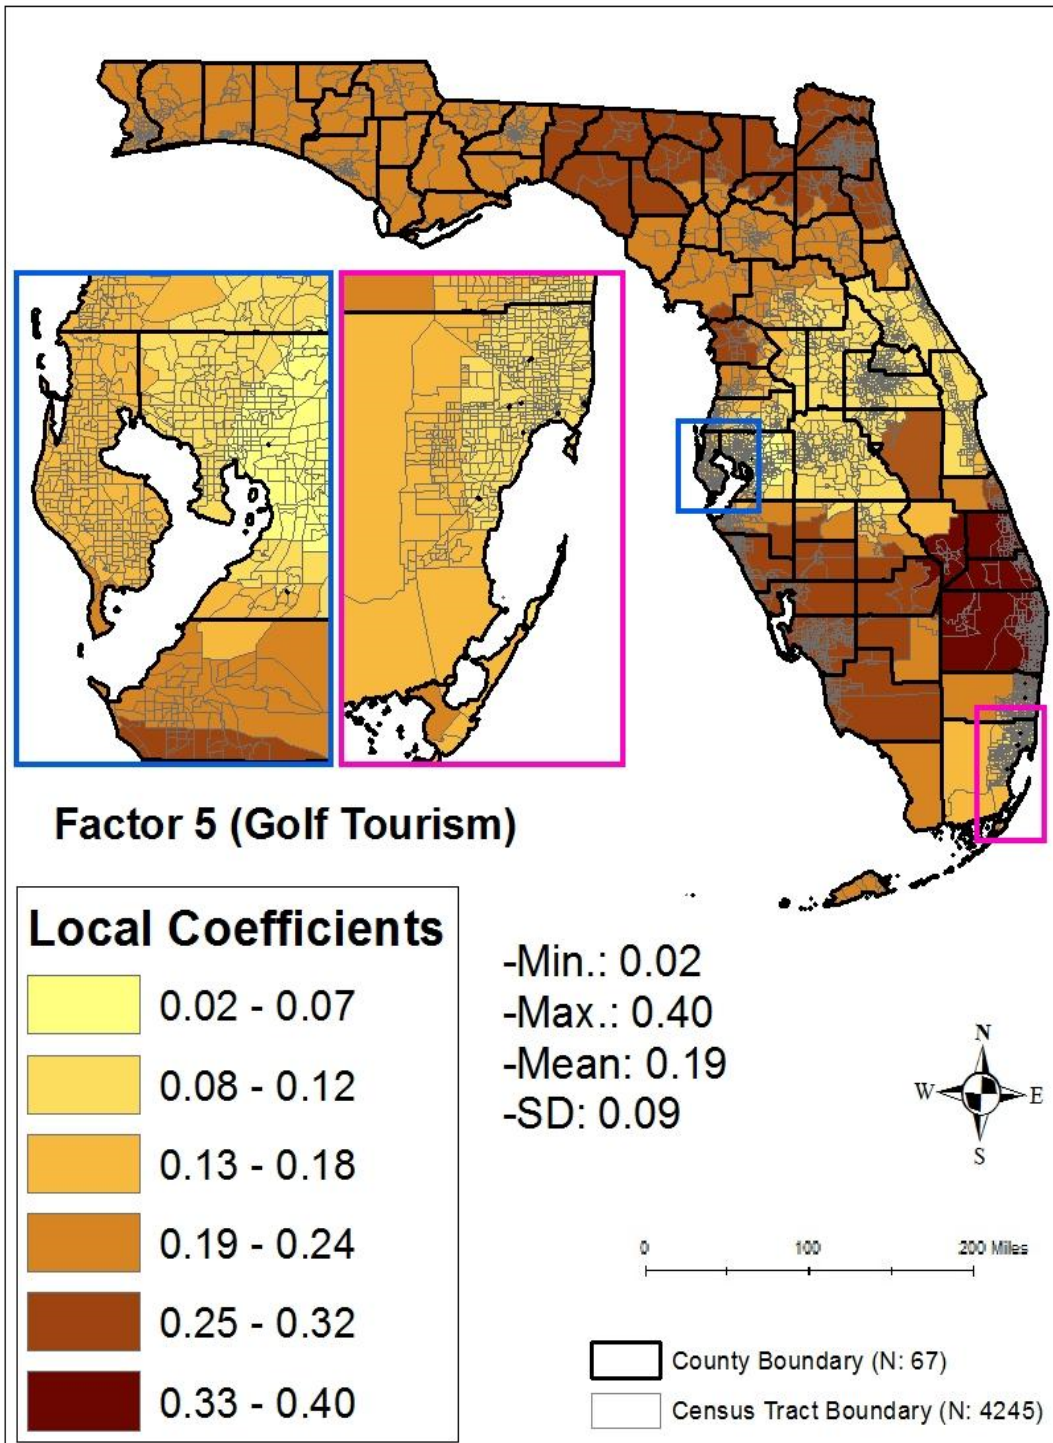 Factor 5 (Golf Tourism)
Local Coefficients
0.02 - 0.07
0.08 - 0.12
0.13 - 0.18
0.19 - 0.24
0.25 - 0.32
0.33 - 0.40
-Min.: 0.02
-Max.: 0.40
-Mean: 0.19
-SD: 0.09
N
W E
S
0 100 200 Miles
County Boundary (N: 67)
Census Tract Boundary (N: 4245)